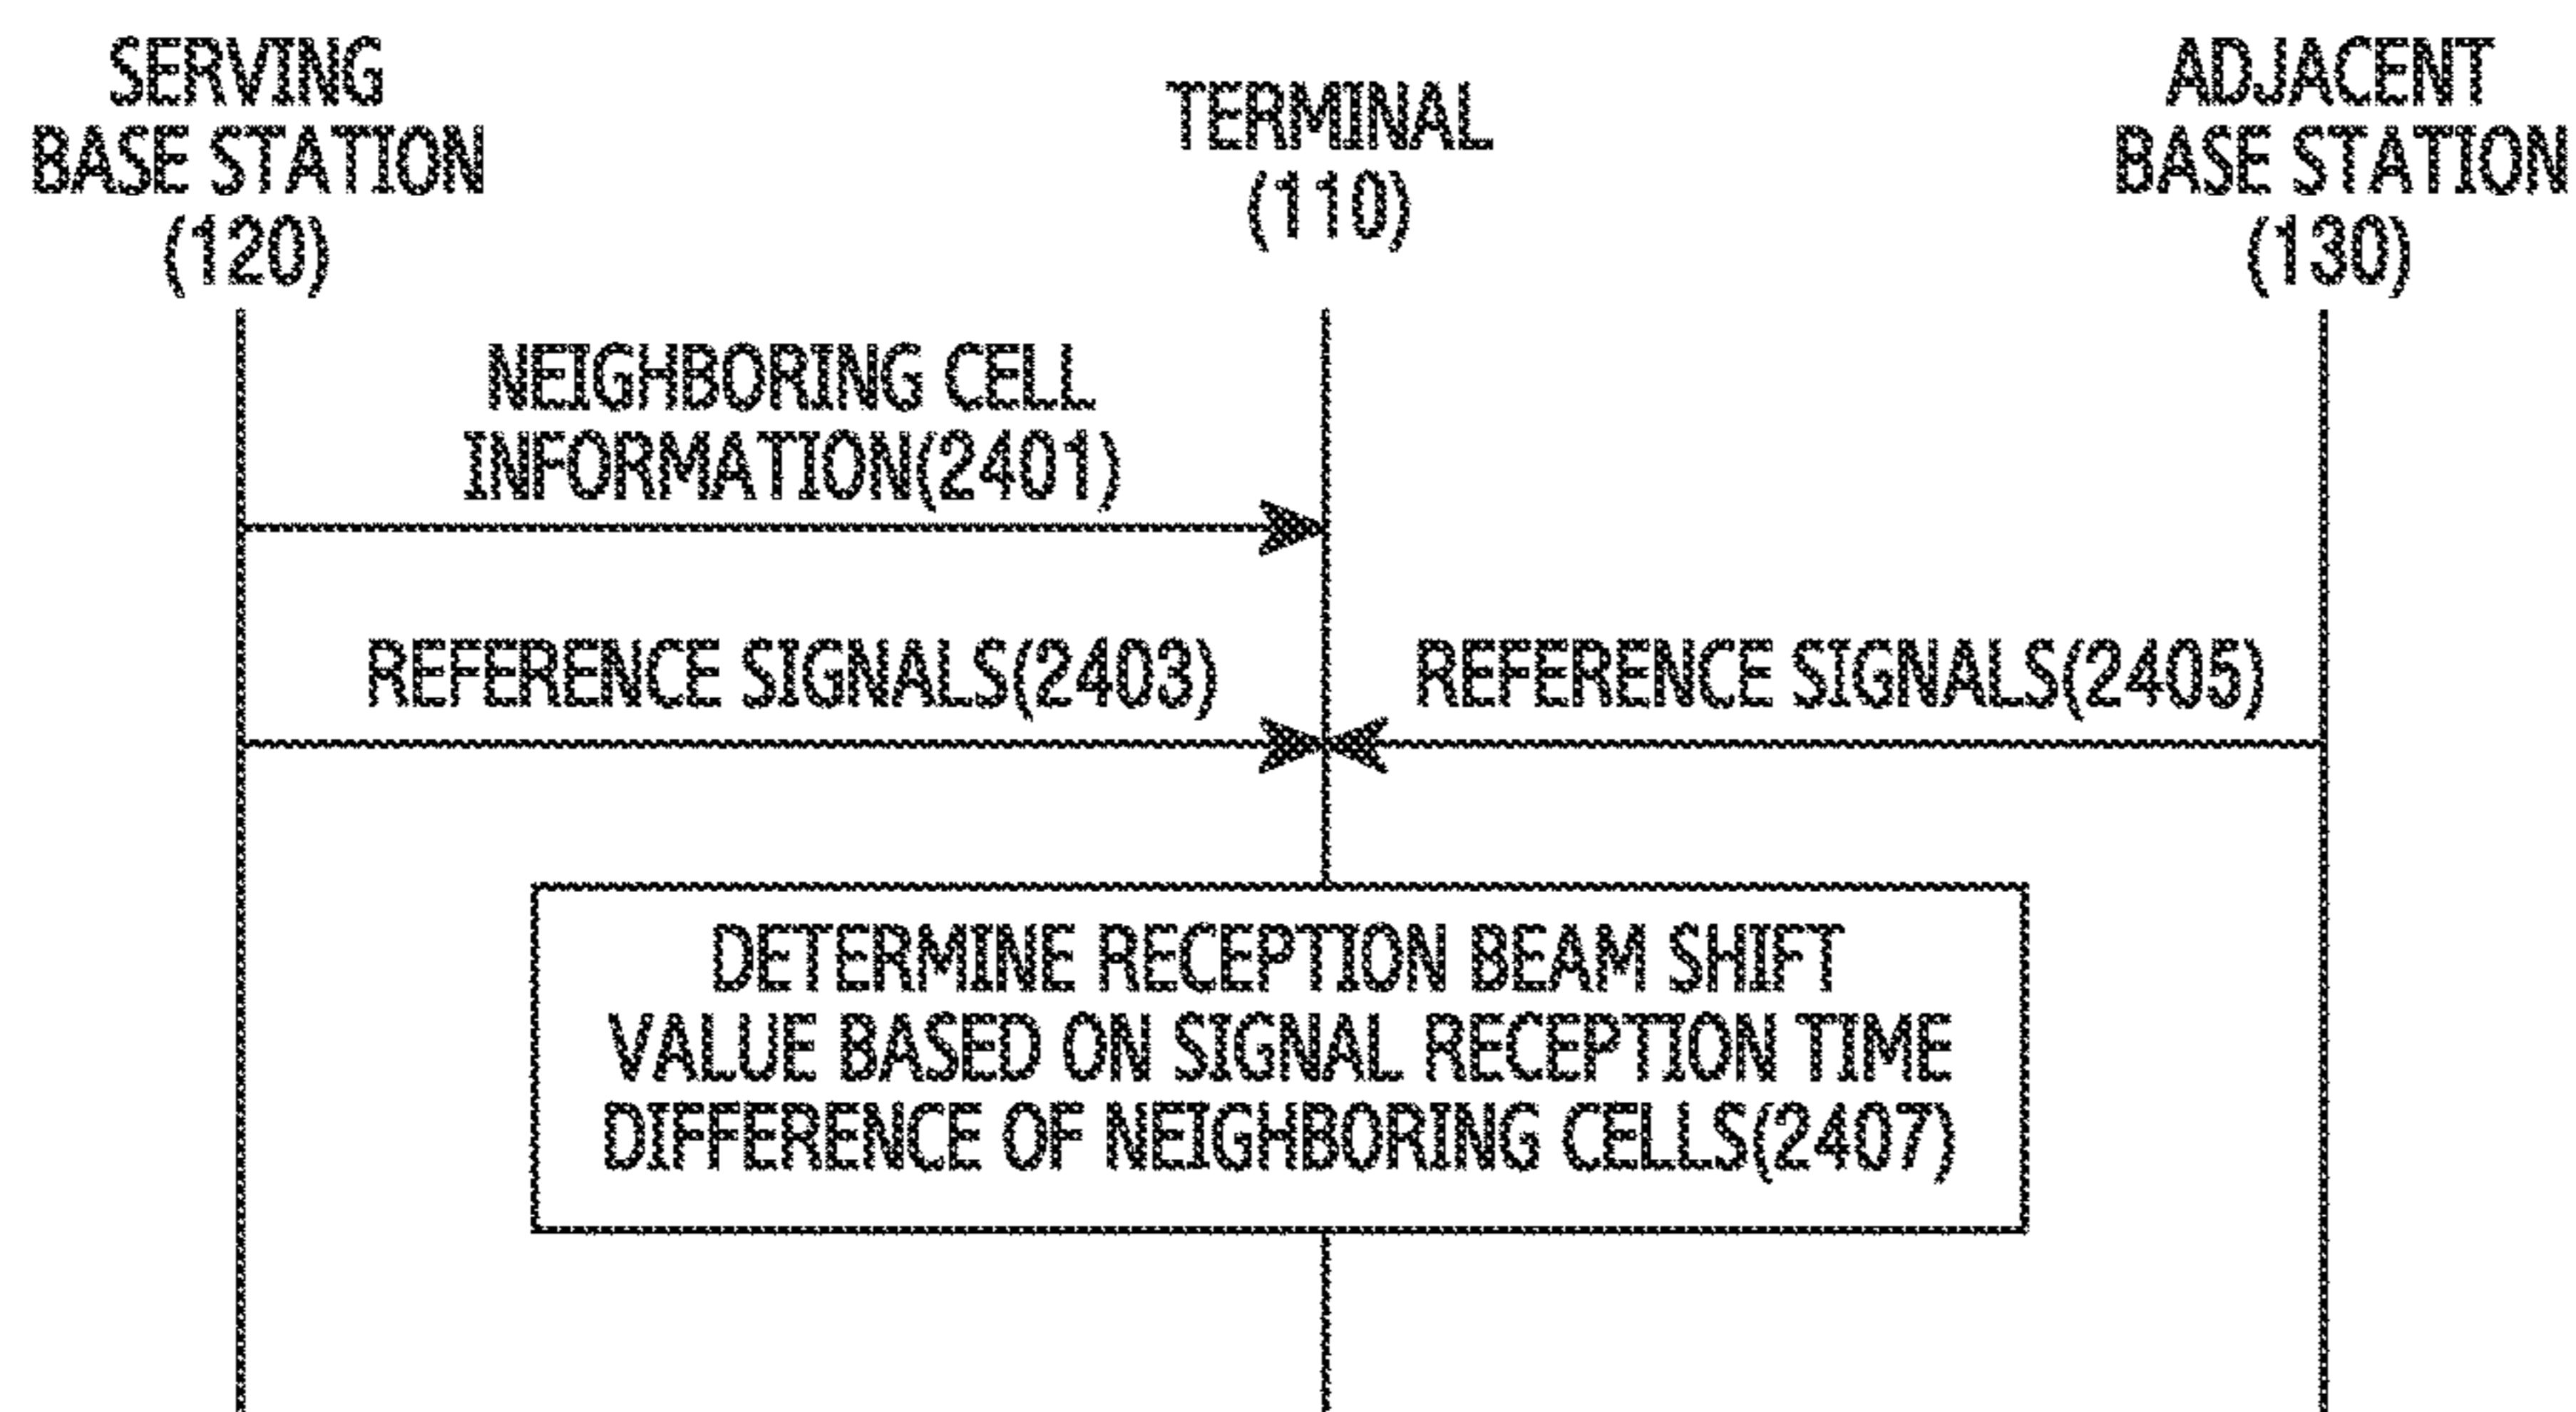 SERVING
BASE STATION
(120)
TERMINAL
(110)
ADJACENT
BASE STATION
(130)
NEIGHBORING CELL
INFORMATION(2401)
REFERENCE SIGNALS(2403)
REFERENCE SIGNALS(2405)
DETERMINE RECEPTION BEAM SHIFT
VALUE BASED ON SIGNAL RECEPTION TIME
DIFFERENCE OF NEIGHBORING CELLS(2407)